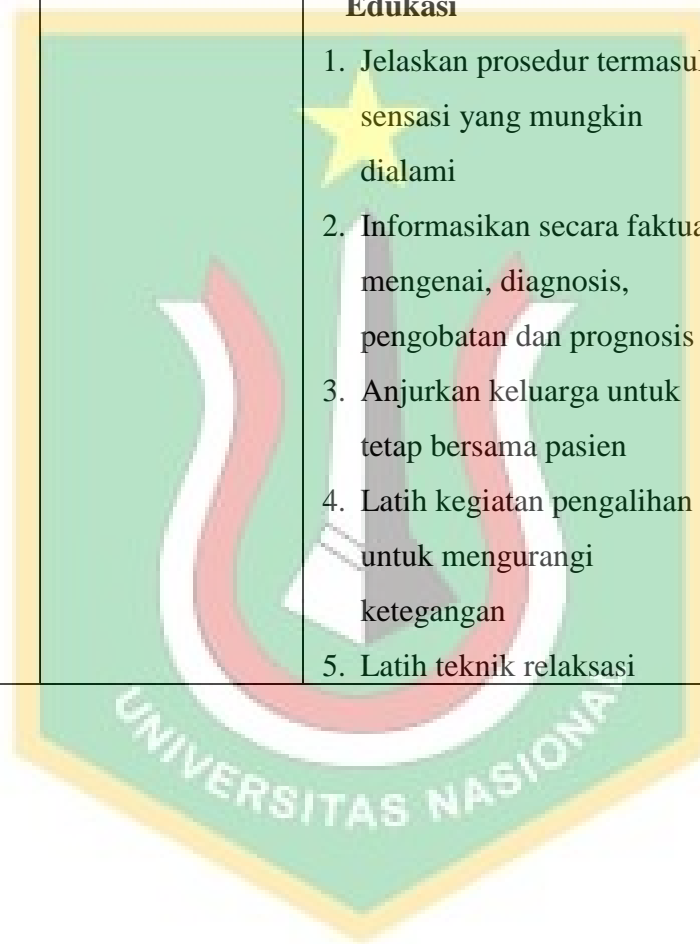 Edukasi
1. Jelaskan prosedur termasuk
sensasi yang mungkin
dialami
2. Informasikan secara faktua
mengenai, diagnosis,
pengobatan dan prognosis
3. Anjurkan keluarga untuk
tetap bersama pasien
4. Latih kegiatan pengalihan
untuk mengurangi
ketegangan
5. Latih teknik relaksasi
UNIVERSITAS NASIONAL